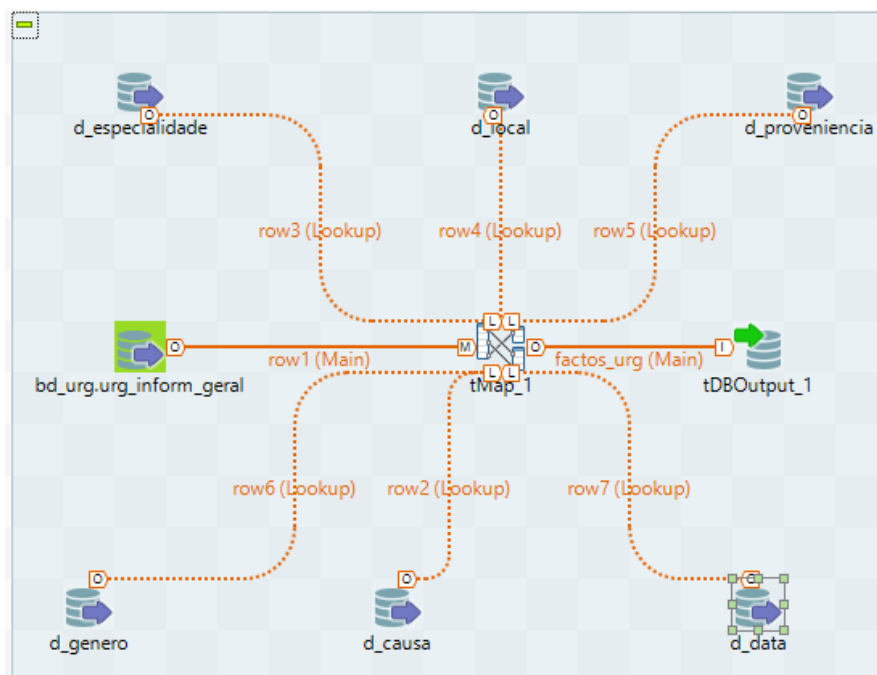 d_especialidade
d_local
d_proveniencia
row3 (Lookup)
row4 (Lookup)
row5 (Lookup)
L L
O
M
O
I
row1 (Main)
factos_urg (Main)
bd_urg.urg_inform_geral
L L
tMap_1
tDBOutput_1
row6 (Lookup)
row2 (Lookup)
row7 (Lookup)
O
O
O
d_genero
d_causa
d_data